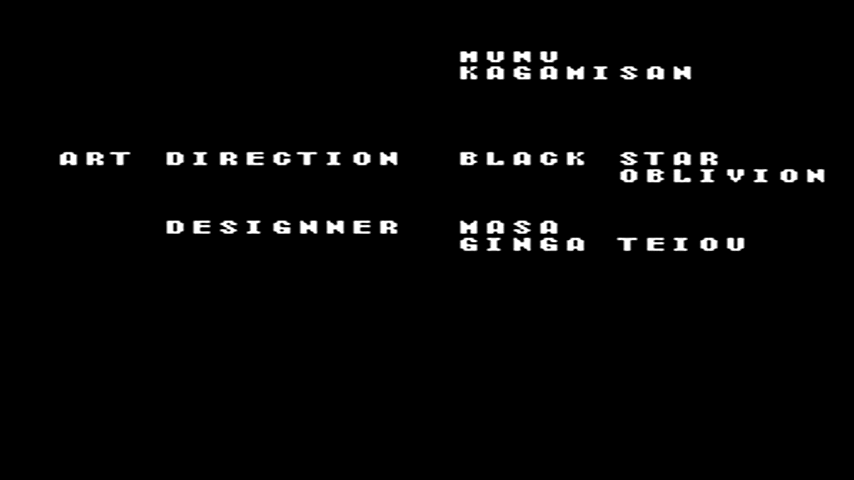 MUMU
KAGAMISAN
ART DIRECTION BLACK STAR
OBLIVION
DESIGNNER MASA
GINGA TEIOU